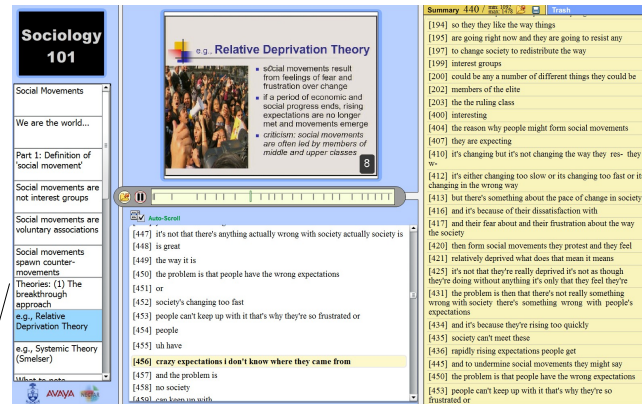 Sociology
101
Social Movements
We are the world...
Part 1: Definition of
'social movement'
Social movements are
not interest groups
Social movements are
voluntary associations
Social movements
spawn counter-
movements
Theories: (1) The
breakthrough
approach
e.g., Relative
Deprivation Theory
e.g., Systemic Theory
(Smelser)
AVAYA
e.g., Relative Deprivation Theory
social movements result
from feelings of fear and
frustration over change
if a period of economic and
social progress ends, rising
expectations are no longer
met and movements emerge
criticism: social movements
are often led by members of
middle and upper classes
8
Auto-Scroll
[447] it's not that there's anything actually wrong with society actually society is
[448] is great
[449] the way it is
[450] the problem is that people have the wrong expectations
[451] or
[452] society's changing too fast
[453] people can't keep up with it that's why they're so frustrated or
[454] people
[455] uh have
[456] crazy expectations i don't know where they came from
[457] and the problem is
[458] no society
[459] can keep up with
Summary 440 /
Trash
[194] so they they like the way things
[195] are going right now and they are going to resist any
[197] to change society to redistribute the way
[199] interest groups
[200] could be any a number of different things they could be
[202] members of the elite
[203] the the ruling class
[400] interesting
[404] the reason why people might form social movements
[407] they are expecting
[410] it's changing but it's not changing the way they res- they
w-
[412] it's either changing too slow or its changing too fast or it
changing in the wrong way
[413] but there's something about the pace of change in society
[416] and it's because of their dissatisfaction with
[417] and their fear about and their frustration about the way
the society
[420] then form social movements they protest and they feel
[421] relatively deprived what does that mean it means
[425] it's not that they're really deprived it's not as though
they're doing without anything it's only that they feel they're
[431] the problem is then that there's not really something
wrong with society there's something wrong with people's
expectations
[434] and it's because they're rising too quickly
[435] society can't meet these
[436] rapidly rising expectations people get
[445] and to undermine social movements they might say
[450] the problem is that people have the wrong expectations
[453] people can't keep up with it that's why they're so
frustrated or